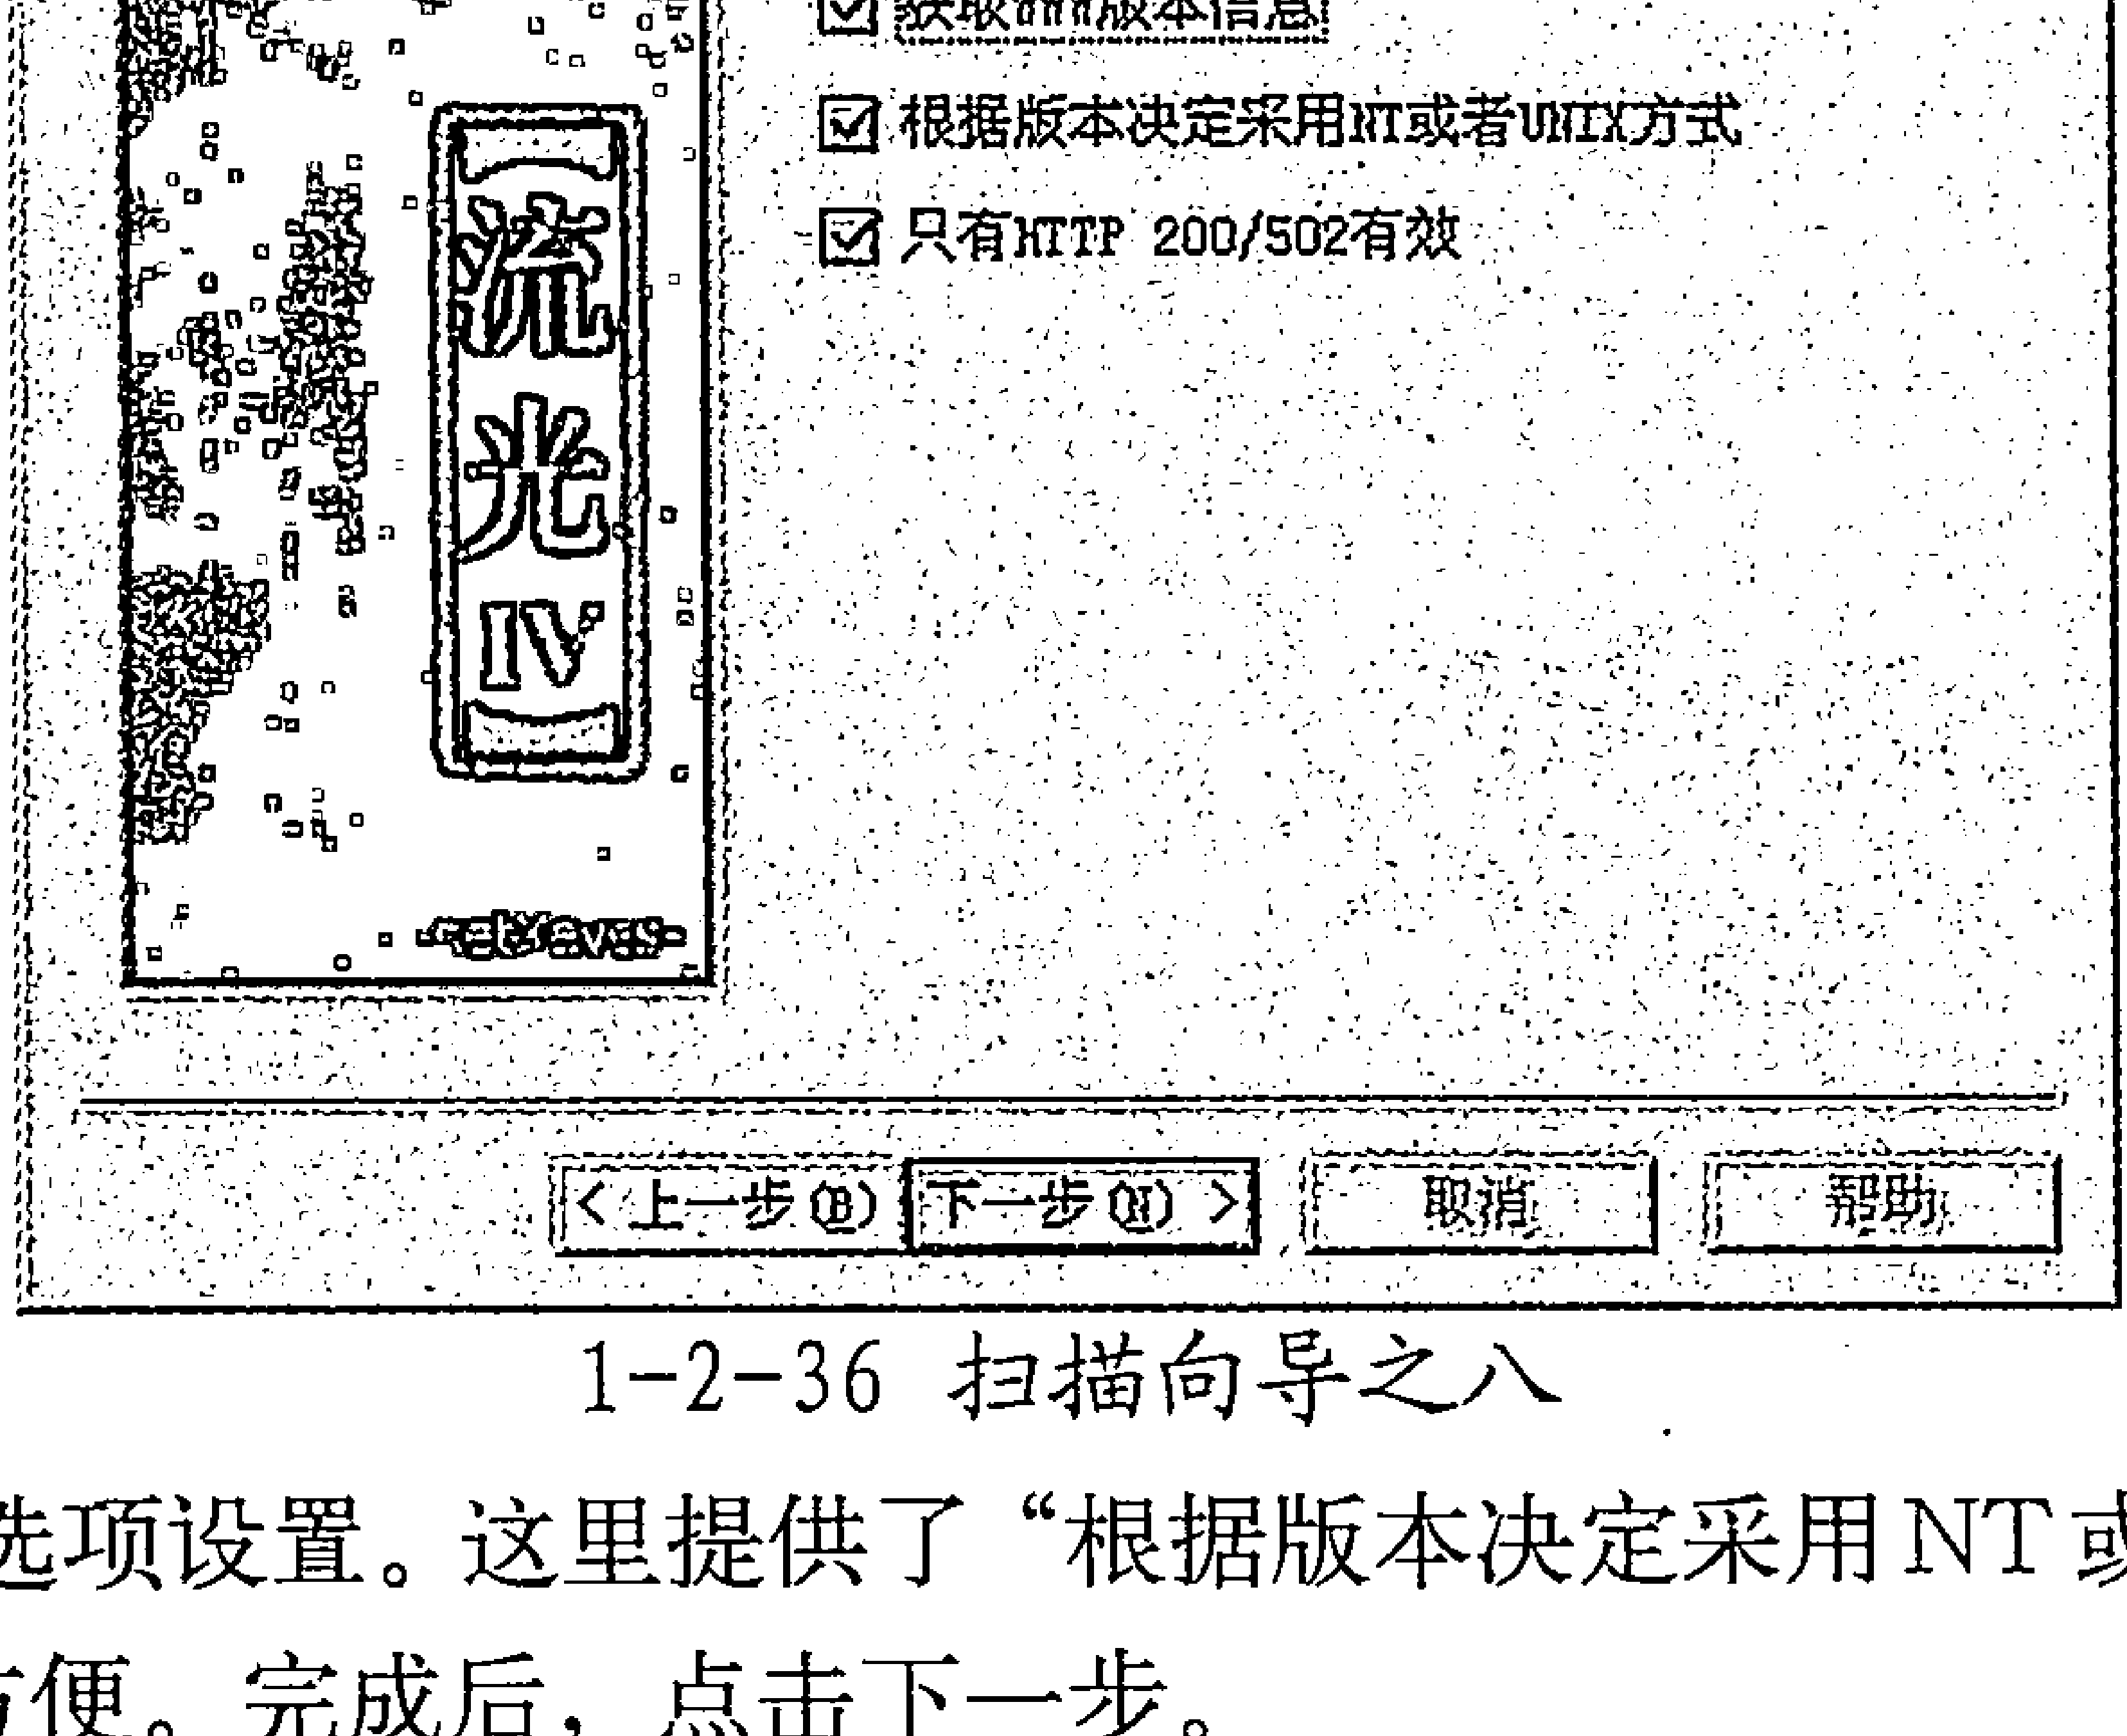 根据版本决定采用NT或者UNIX方式
只有HTTP 200/502有效
流
光
IV
< 上一步(B)
下一步(N) >
取消
帮助
1-2-36 扫描向导之八
选项设置。这里提供了“根据版本决定采用NT或
方便。完成后，点击下一步。